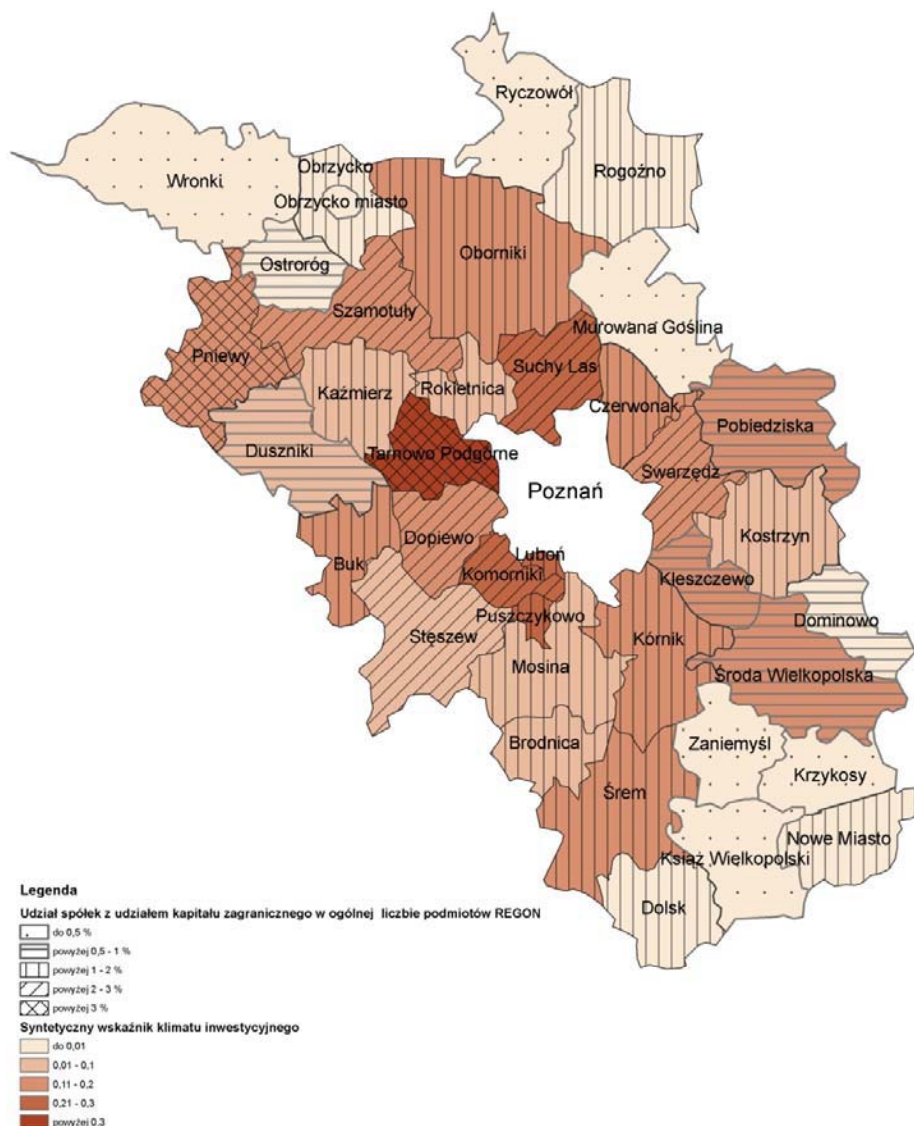 Ryczowół
Rogoźno
Wronki
Obrzycko
Obrzycko miasto
Oborniki
Ostroróg
Szamotuły
Murowana Goślina
Pniewy
Suchy Las
Kaźmierz
Rokietnica
Czerwonak
Pobiedziska
Duszniki
Tarnowo Podgórne
Swarzędz
Poznań
Dopiewo
Kostrzyn
Buk
Luboń
Komorniki
Kleszczewo
Puszczykowo
Dominowo
Stęszew
Kórnik
Mosina
Środa Wielkopolska
Brodnica
Zaniemyśl
Krzykosy
Śrem
Nowe Miasto
Książ Wielkopolski
Dolsk
Legenda
Udział spółek z udziałem kapitału zagranicznego w ogólnej liczbie podmiotów REGON
do 0,5 %
powyżej 0,5 - 1 %
powyżej 1 - 2 %
powyżej 2 - 3 %
powyżej 3 %
Syntetyczny wskaźnik klimatu inwestycyjnego
do 0,01
0,01 - 0,1
0,11 - 0,2
0,21 - 0,3
powyżej 0,3